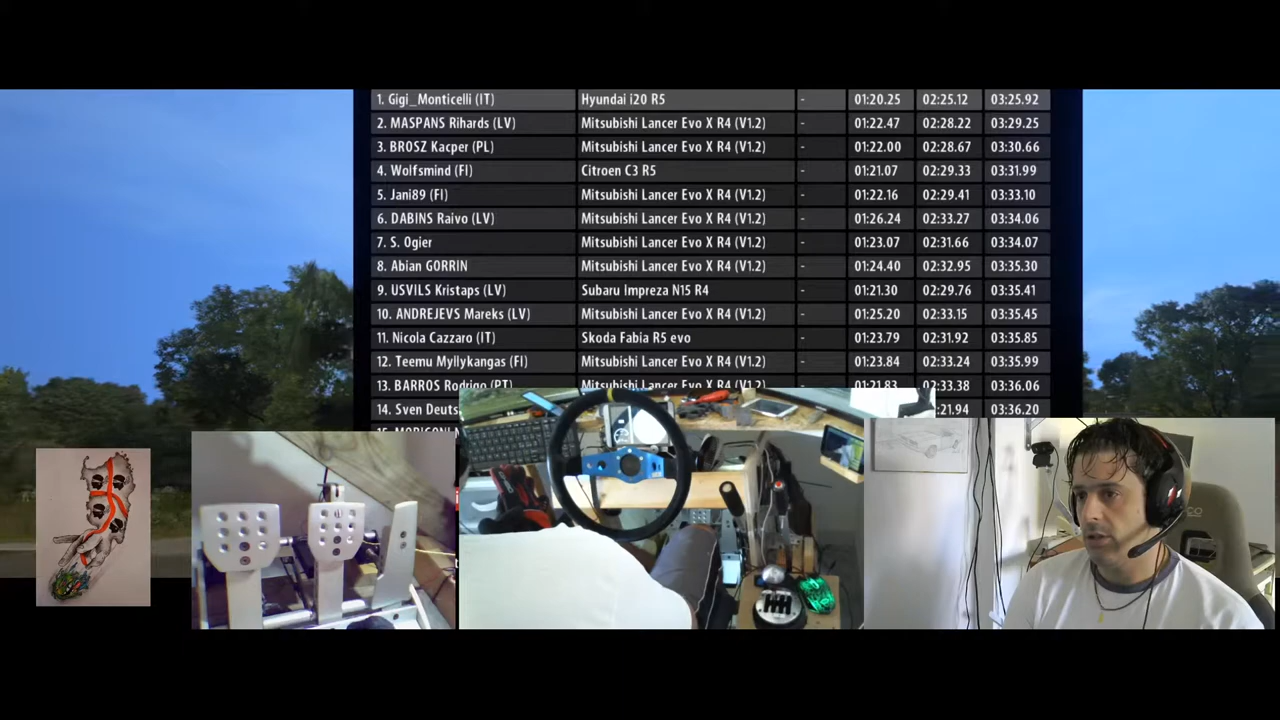 1. Gigi_Monticelli (IT) Hyundai i20 R5 - 01:20.25 02:25.12 03:25.92
2. MASPANS Rihards (LV) Mitsubishi Lancer Evo X R4 (V1.2) - 01:22.47 02:28.22 03:29.25
3. BROSZ Kacper (PL) Mitsubishi Lancer Evo X R4 (V1.2) - 01:22.00 02:28.67 03:30.66
4. Wolfsmind (FI) Citroen C3 R5 - 01:21.07 02:29.33 03:31.99
5. Jani89 (FI) Mitsubishi Lancer Evo X R4 (V1.2) - 01:22.16 02:29.41 03:33.10
6. DABINS Raivo (LV) Mitsubishi Lancer Evo X R4 (V1.2) - 01:26.24 02:33.27 03:34.06
7. S. Ogier Mitsubishi Lancer Evo X R4 (V1.2) - 01:23.07 02:31.66 03:34.07
8. Abian GORRIN Mitsubishi Lancer Evo X R4 (V1.2) - 01:24.40 02:32.95 03:35.30
9. USVILS Kristaps (LV) Subaru Impreza N15 R4 - 01:21.30 02:29.76 03:35.41
10. ANDREJEVS Mareks (LV) Mitsubishi Lancer Evo X R4 (V1.2) - 01:25.20 02:33.15 03:35.45
11. Nicola Cazzaro (IT) Skoda Fabia R5 evo - 01:23.79 02:31.92 03:35.85
12. Teemu Myllykangas (FI) Mitsubishi Lancer Evo X R4 (V1.2) - 01:23.84 02:33.24 03:35.99
13. BARROS Rodrigo (PT) Mitsubishi Lancer Evo X R4 (V1.2) - 01:21.83 02:33.38 03:36.06
14. Sven Deuts :21.94 03:36.20